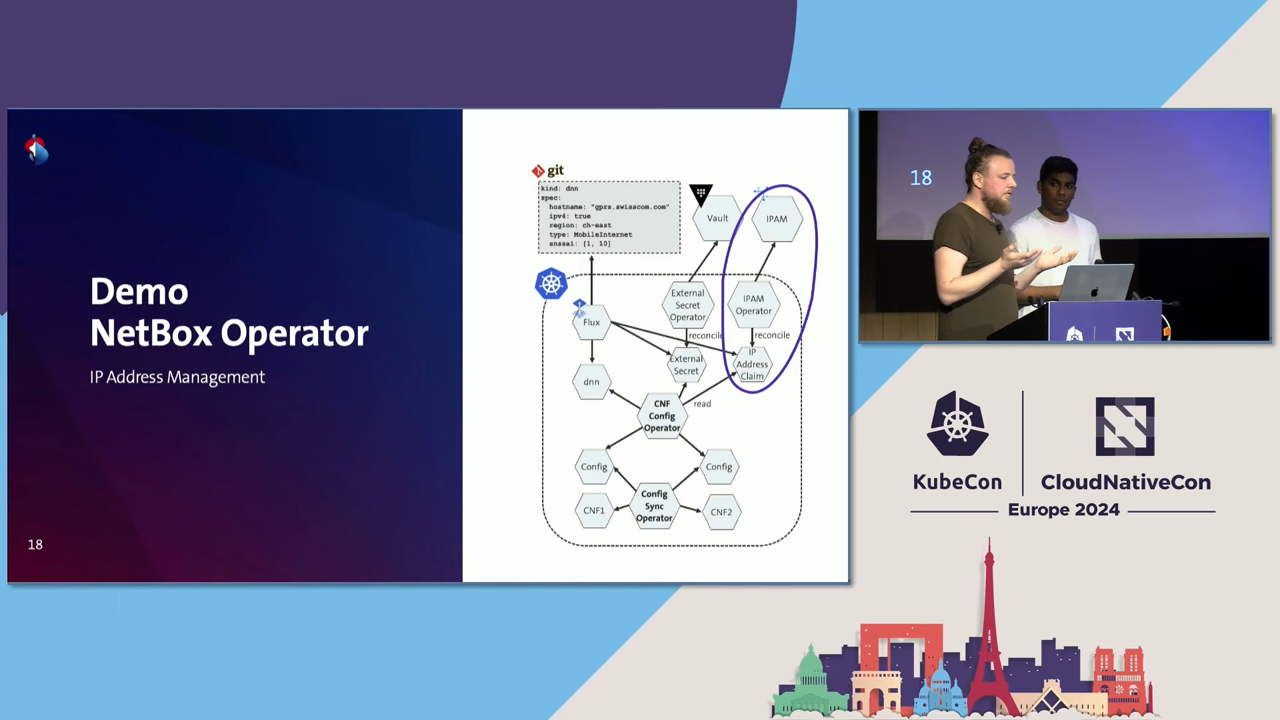 Demo
NetBox Operator
IP Address Management
18
git
kind: dnn
spec:
hostname: "gprs.swisscom.com"
ipv4: true
region: ch-east
type: MobileInternet
snssai: [1, 10]
Vault
IPAM
External
Secret
Operator
IPAM
Operator
Flux
reconcile
reconcile
External
Secret
IP
Address
Claim
dnn
read
CNF
Config
Operator
Config
Config
Config
Sync
Operator
CNF1
CNF2
18
KubeCon
CloudNativeCon
Europe 2024